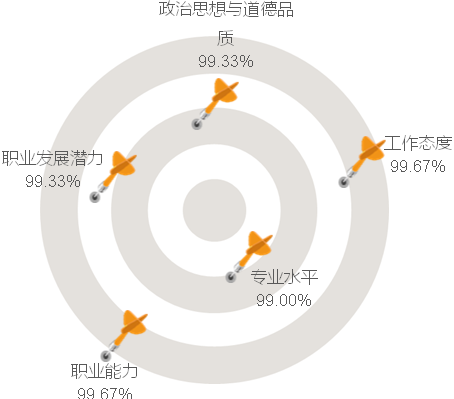 政治思想与道德品
质
99.33%
工作态度
99.67%
职业发展潜力
99.33%
专业水平
99.00%
职业能力
99.67%